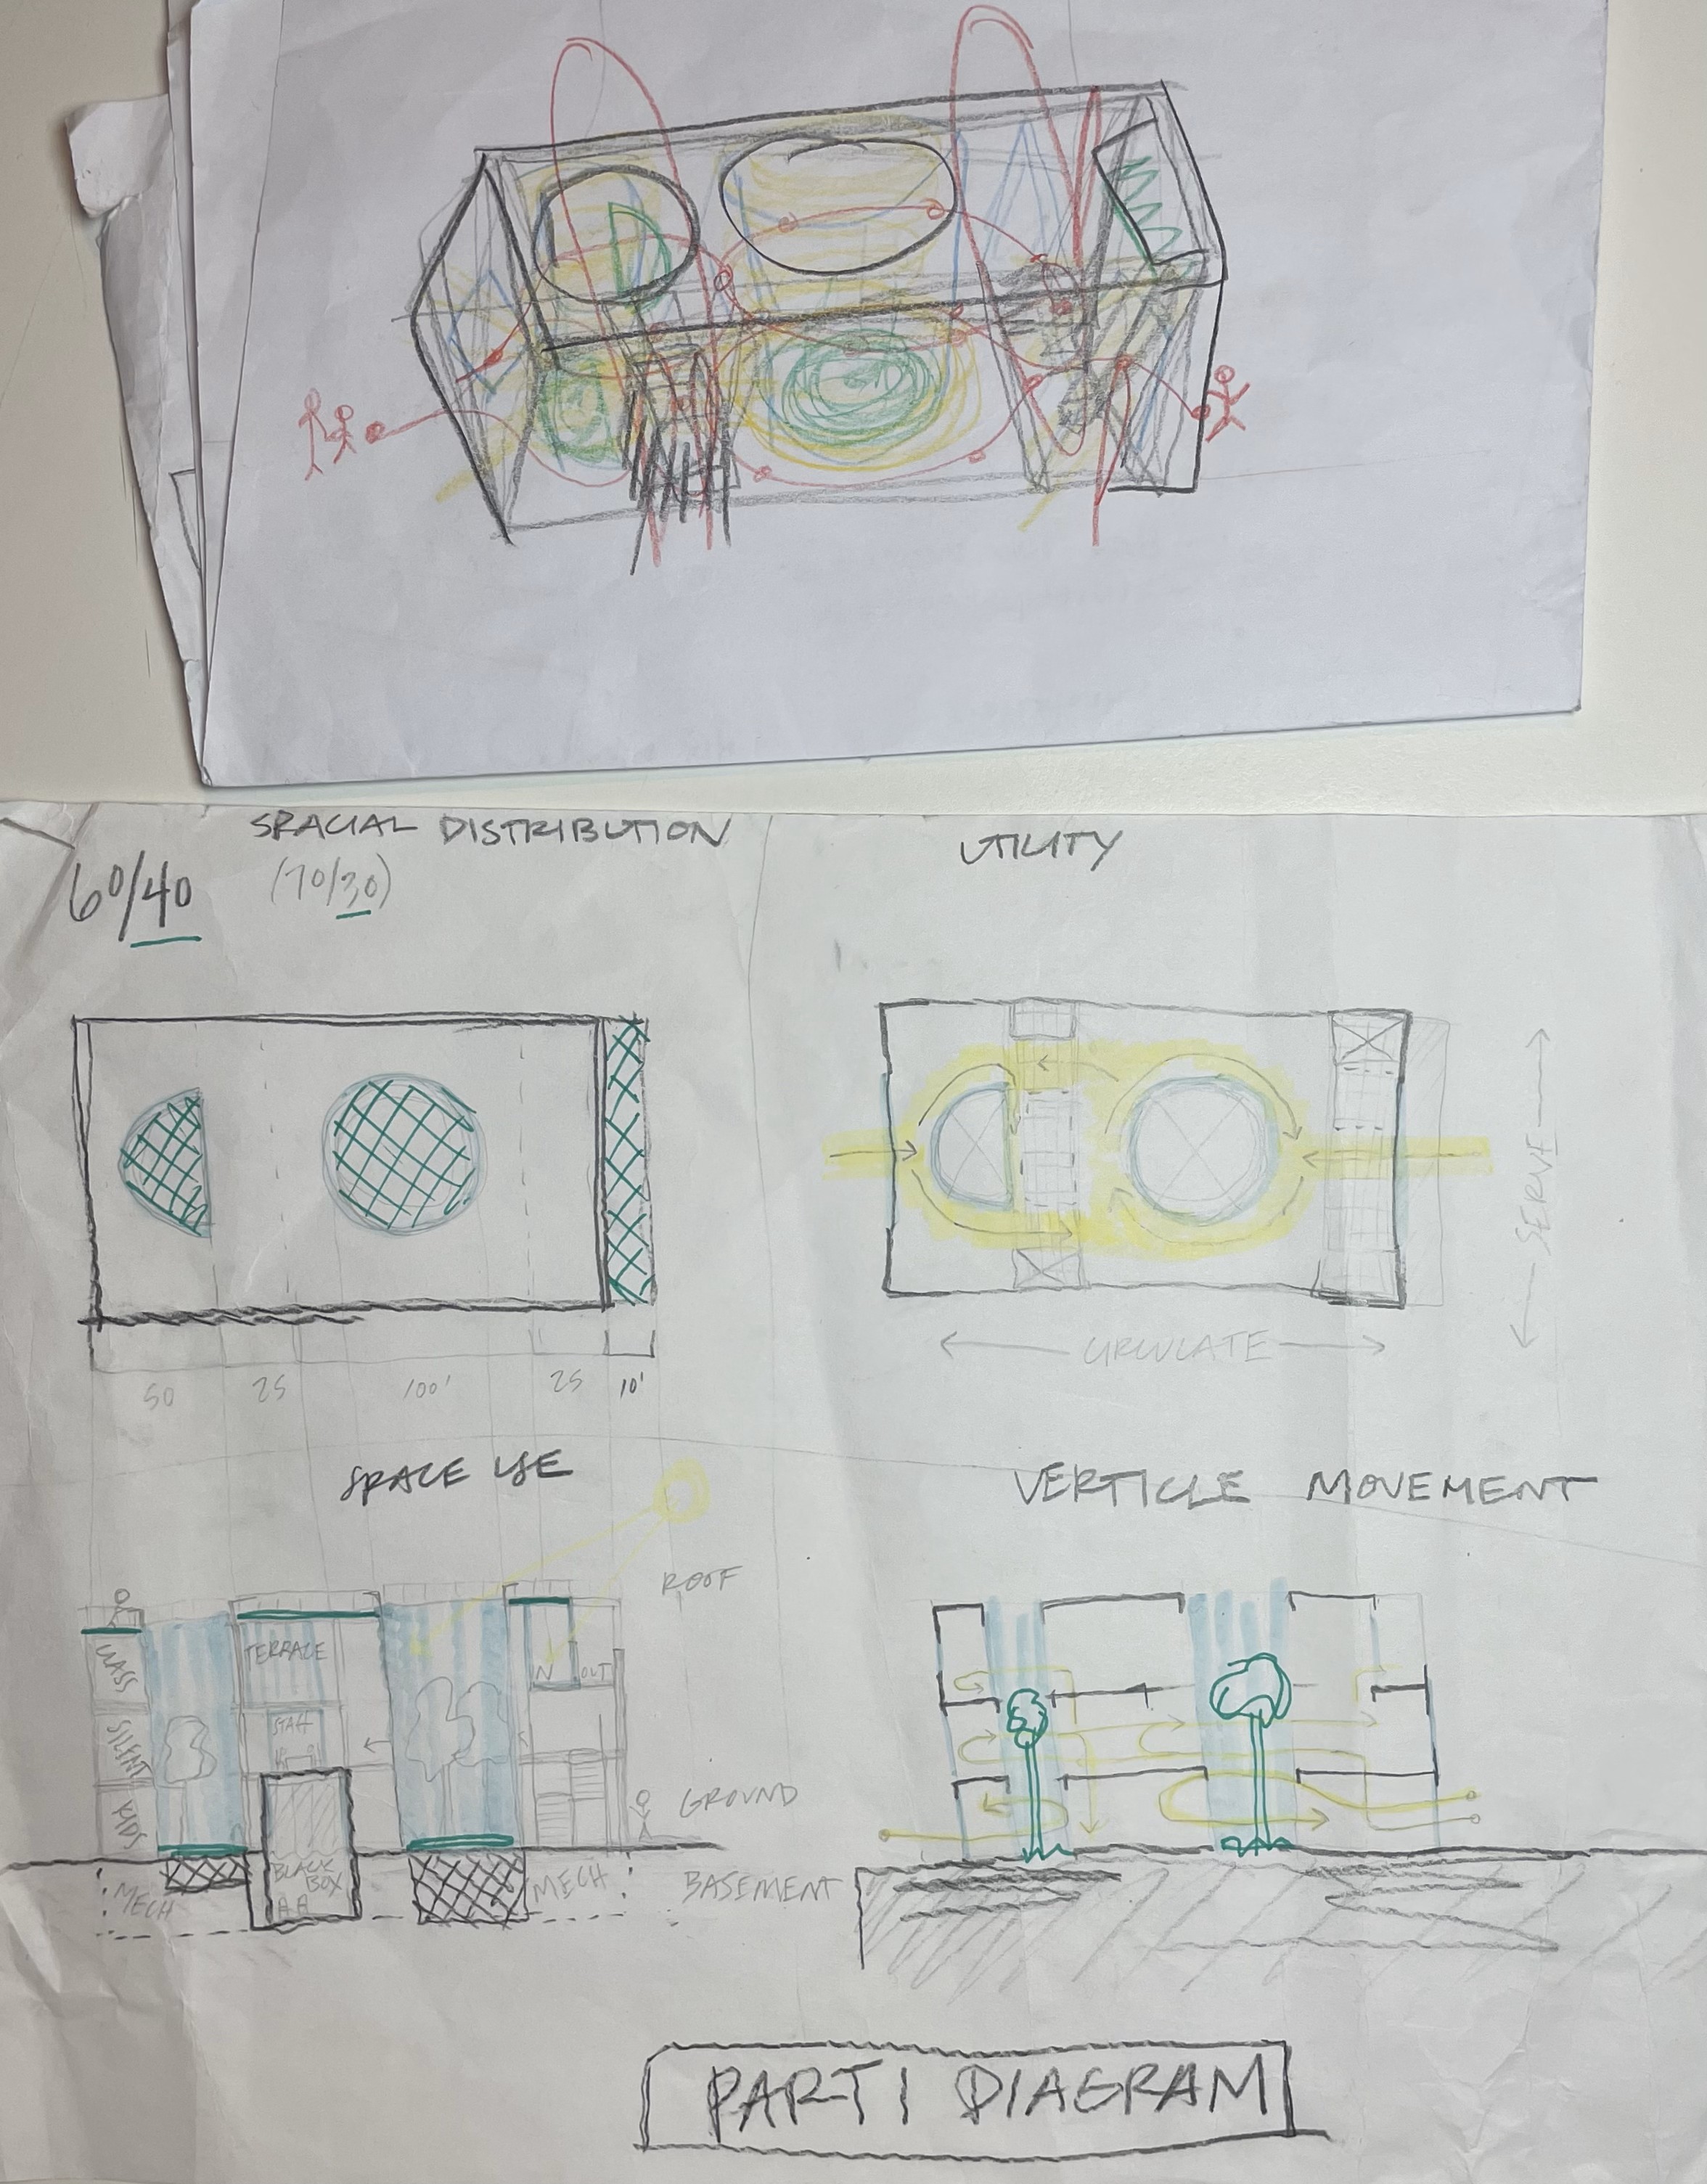 SPACIAL DISTRIBUTION
60/40
(70/30)
UTILITY
SERVE
CIRCULATE
50 25 100' 25 10'
SPACE USE
VERTICLE MOVEMENT
ROOF
CLASS
TERRACE
IN OUT
SILENT
STAFF
KIDS
GROUND
MECH
BLACK
BOX
MECH
BASEMENT
PARTI DIAGRAM